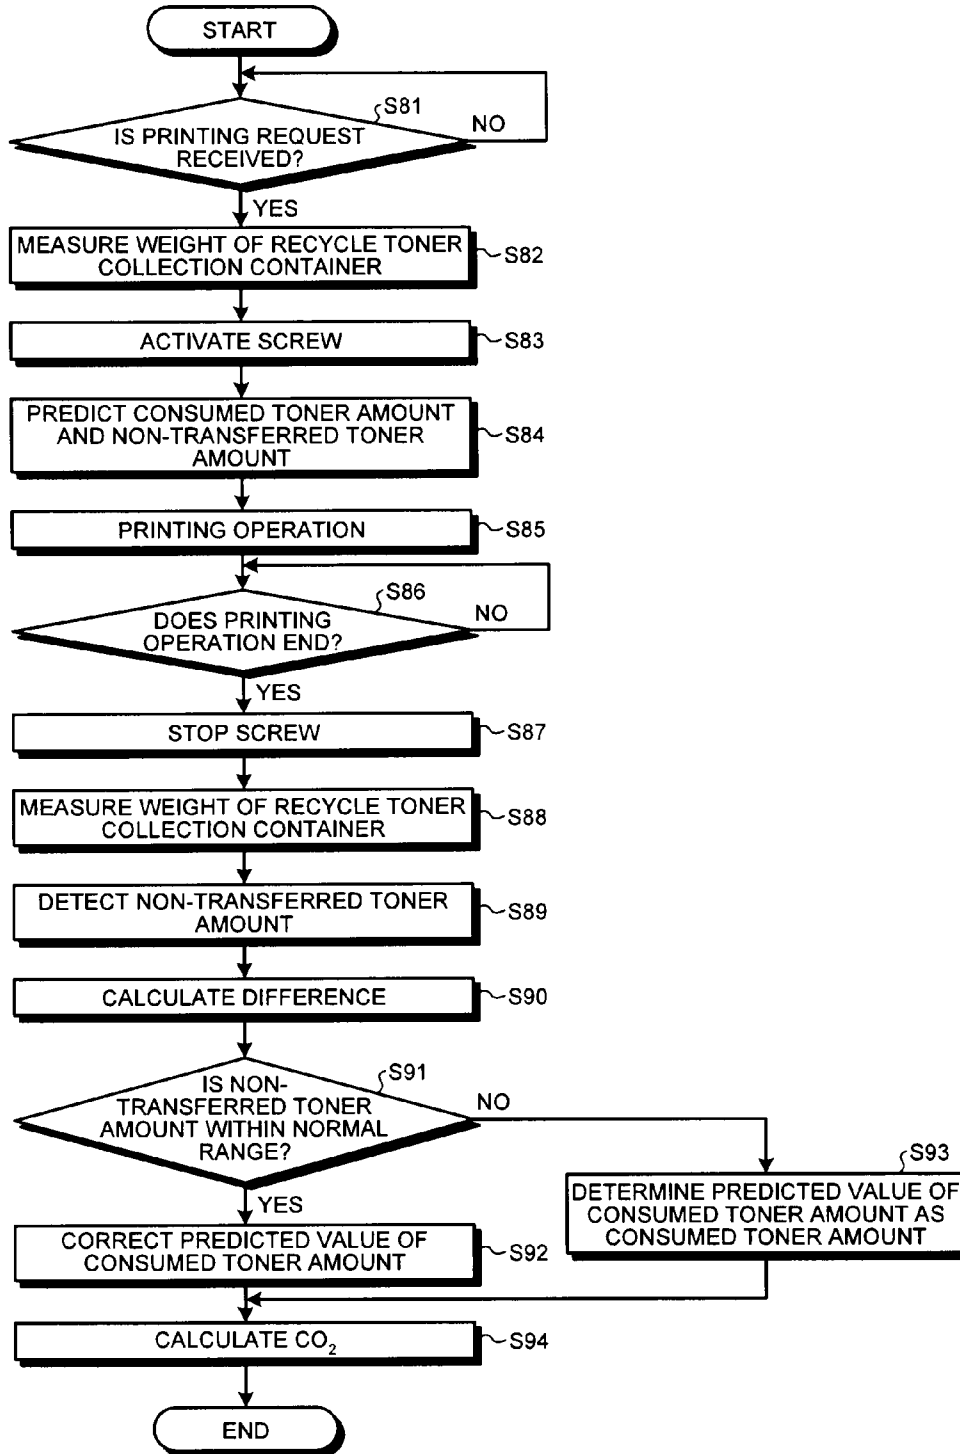 START
S81
NO
IS PRINTING REQUEST
RECEIVED?
YES
MEASURE WEIGHT OF RECYCLE TONER
COLLECTION CONTAINER
S82
ACTIVATE SCREW
S83
PREDICT CONSUMED TONER AMOUNT
AND NON-TRANSFERRED TONER
AMOUNT
S84
PRINTING OPERATION
S85
S86
NO
DOES PRINTING
OPERATION END?
YES
STOP SCREW
S87
MEASURE WEIGHT OF RECYCLE TONER
COLLECTION CONTAINER
S88
DETECT NON-TRANSFERRED TONER
AMOUNT
S89
CALCULATE DIFFERENCE
S90
S91
NO
IS NON-
TRANSFERRED TONER
AMOUNT WITHIN NORMAL
RANGE?
YES
S93
DETERMINE PREDICTED VALUE OF
CONSUMED TONER AMOUNT AS
CONSUMED TONER AMOUNT
CORRECT PREDICTED VALUE OF
CONSUMED TONER AMOUNT
S92
CALCULATE CO₂
S94
END